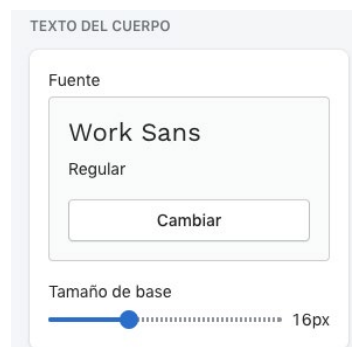 TEXTO DEL CUERPO
Fuente
Work Sans
Regular
Cambiar
Tamaño de base
16px